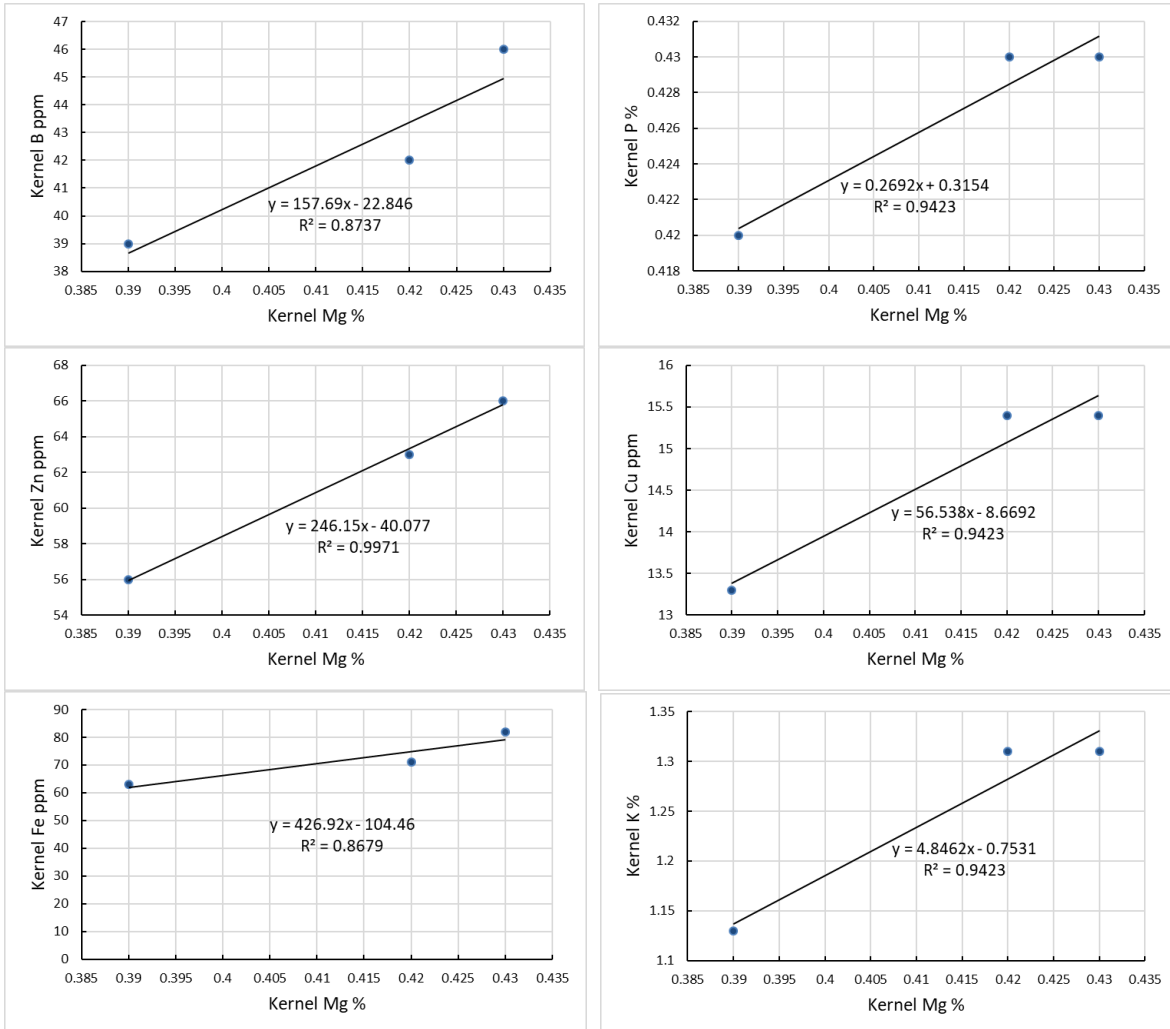 47
46
45
44
43
42
41
40
39
38
Kernel B ppm
y = 157.69x - 22.846
R² = 0.8737
0.385 0.39 0.395 0.4 0.405 0.41 0.415 0.42 0.425 0.43 0.435
Kernel Mg %
0.432
0.43
0.428
0.426
0.424
0.422
0.42
0.418
Kernel P %
y = 0.2692x + 0.3154
R² = 0.9423
0.385 0.39 0.395 0.4 0.405 0.41 0.415 0.42 0.425 0.43 0.435
Kernel Mg %
68
66
64
62
60
58
56
54
Kernel Zn ppm
y = 246.15x - 40.077
R² = 0.9971
0.385 0.39 0.395 0.4 0.405 0.41 0.415 0.42 0.425 0.43 0.435
Kernel Mg %
16
15.5
15
14.5
14
13.5
13
Kernel Cu ppm
y = 56.538x - 8.6692
R² = 0.9423
0.385 0.39 0.395 0.4 0.405 0.41 0.415 0.42 0.425 0.43 0.435
Kernel Mg %
90
80
70
60
50
40
30
20
10
0
Kernel Fe ppm
y = 426.92x - 104.46
R² = 0.8679
0.385 0.39 0.395 0.4 0.405 0.41 0.415 0.42 0.425 0.43 0.435
Kernel Mg %
1.35
1.3
1.25
1.2
1.15
1.1
Kernel K %
y = 4.8462x - 0.7531
R² = 0.9423
0.385 0.39 0.395 0.4 0.405 0.41 0.415 0.42 0.425 0.43 0.435
Kernel Mg %